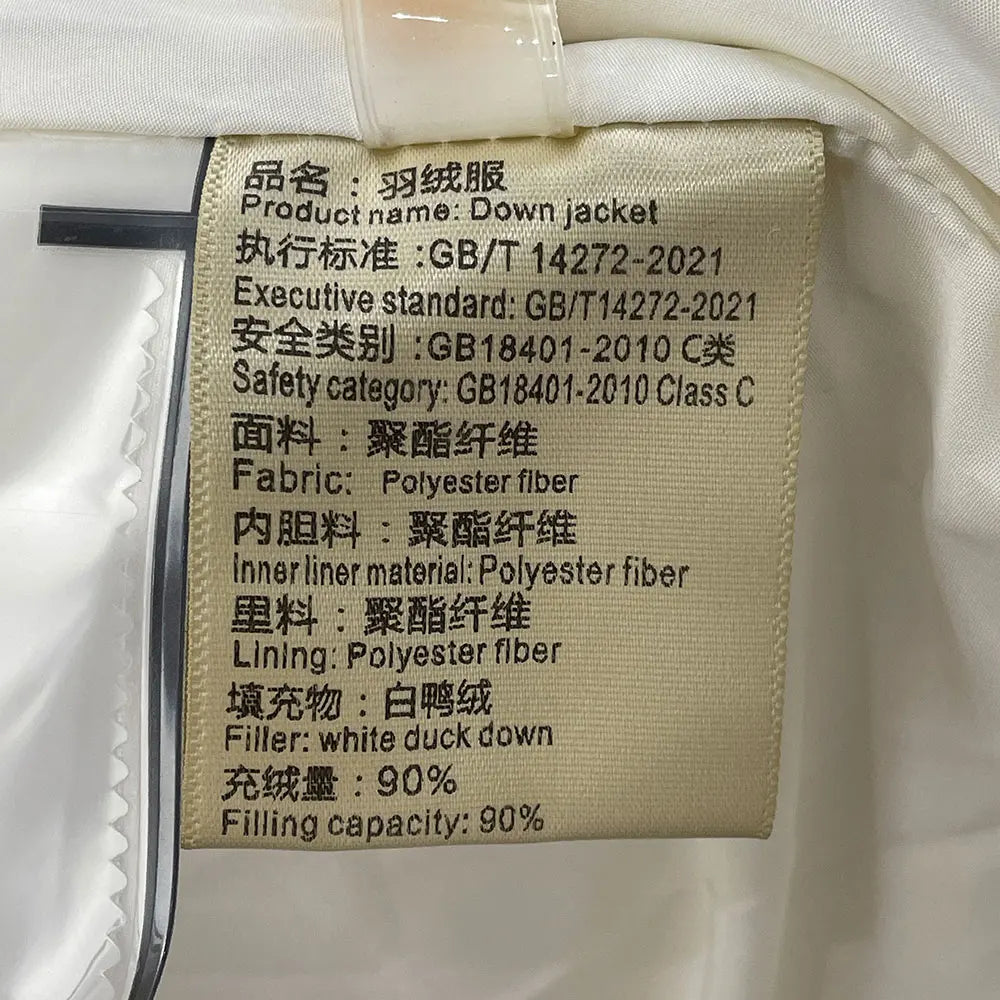 品名：羽绒服
Product name: Down jacket
执行标准：GB/T 14272-2021
Executive standard: GB/T14272-2021
安全类别：GB18401-2010 C类
Safety category: GB18401-2010 Class C
面料：聚酯纤维
Fabric: Polyester fiber
内胆料：聚酯纤维
Inner liner material: Polyester fiber
里料：聚酯纤维
Lining: Polyester fiber
填充物：白鸭绒
Filler: white duck down
充绒量：90%
Filling capacity: 90%